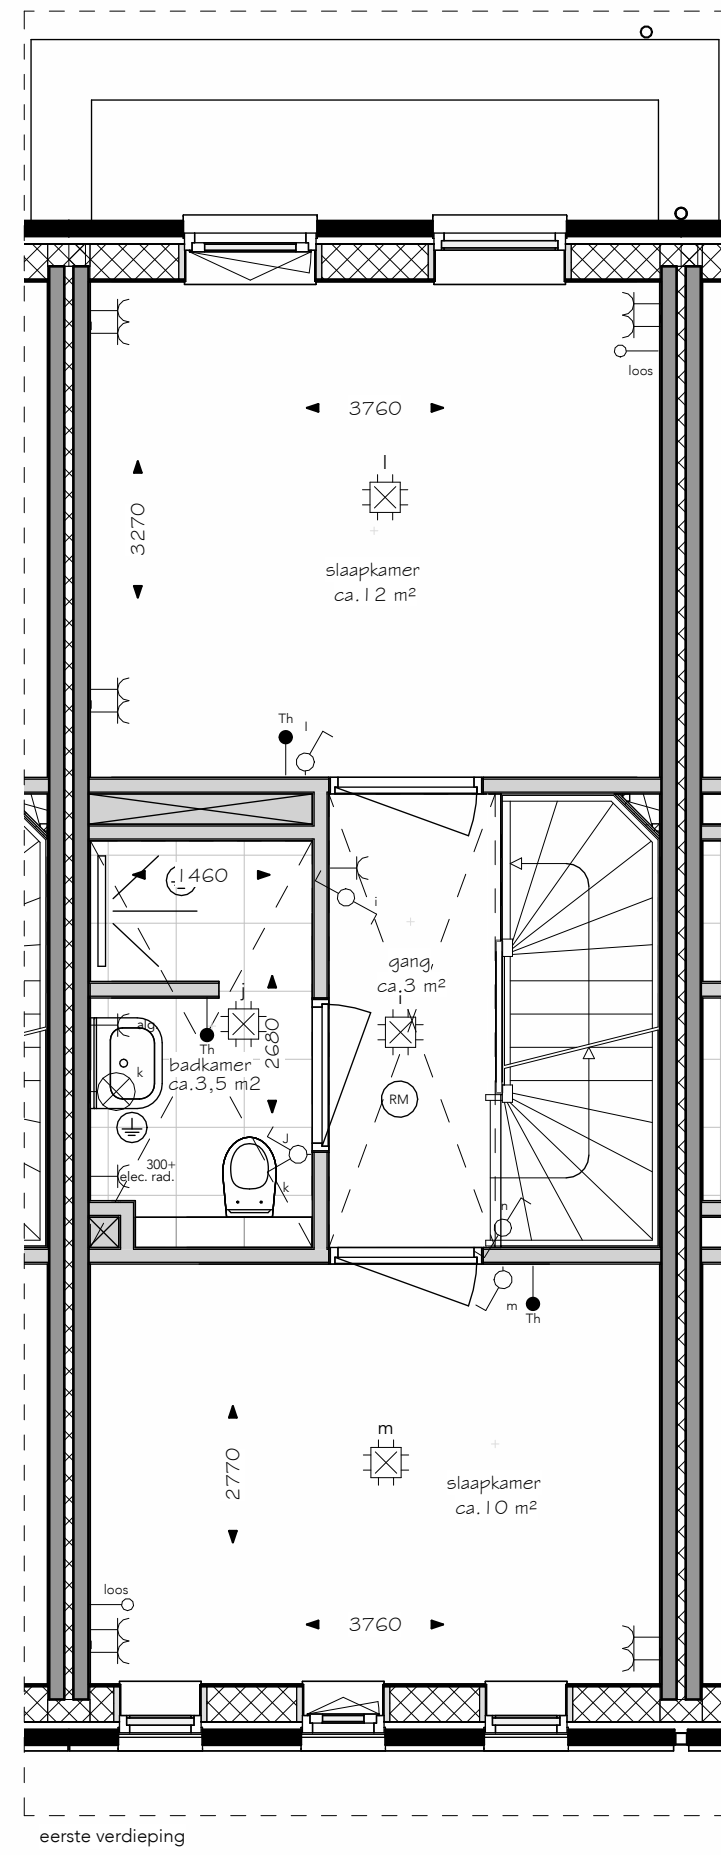 loos
3760
l
3270
slaapkamer
ca.12 m²
Th
l
1460
i
gang,
ca.3 m²
i
j
2680
alg
Th
badkamer
k
ca.3,5 m2
RM
J
300+
elec. rad.
k
n
m
Th
m
2770
slaapkamer
ca.10 m²
loos
3760
eerste verdieping